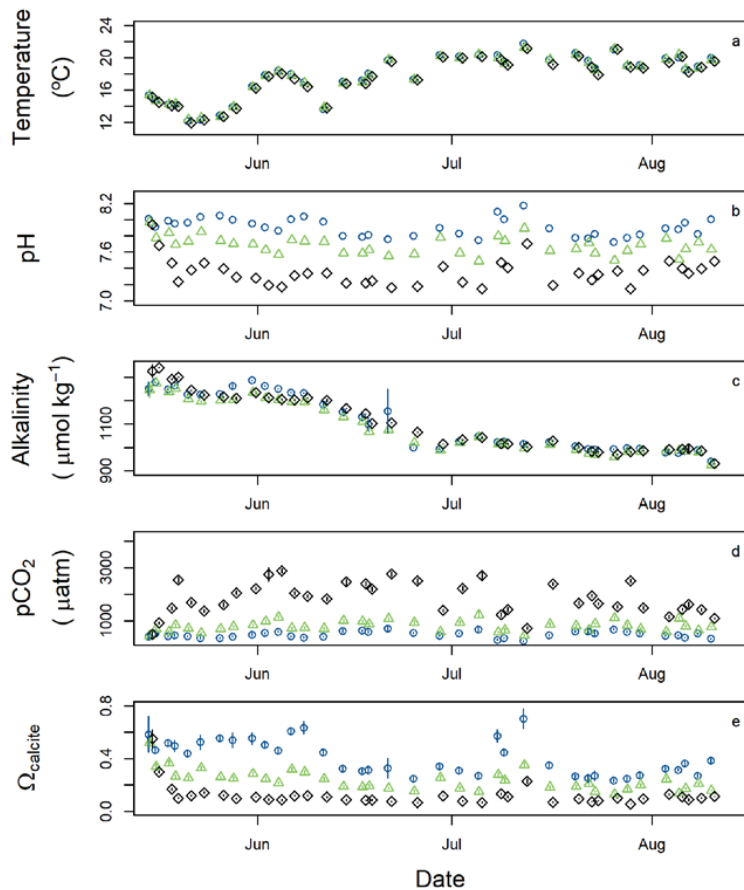 24
20
16
12
Temperature
(°C)
a
Jun Jul Aug
8.2
7.6
7.0
pH
b
Jun Jul Aug
1100
900
Alkalinity
( μmol kg⁻¹)
c
Jun Jul Aug
3000
1000
pCO₂
(μatm)
d
Jun Jul Aug
0.8
0.4
0.0
Ωcalcite
e
Jun Jul Aug
Date